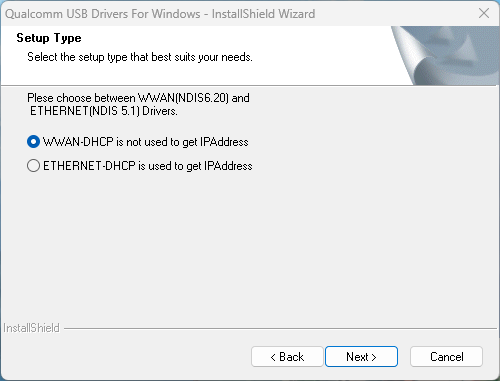 Qualcomm USB Drivers For Windows - InstallShield Wizard
Setup Type
Select the setup type that best suits your needs.
Plese choose between WWAN(NDIS6.20) and
ETHERNET(NDIS 5.1) Drivers.
WWAN-DHCP is not used to get IPAddress
ETHERNET-DHCP is used to get IPAddress
InstallShield
< Back
Next >
Cancel